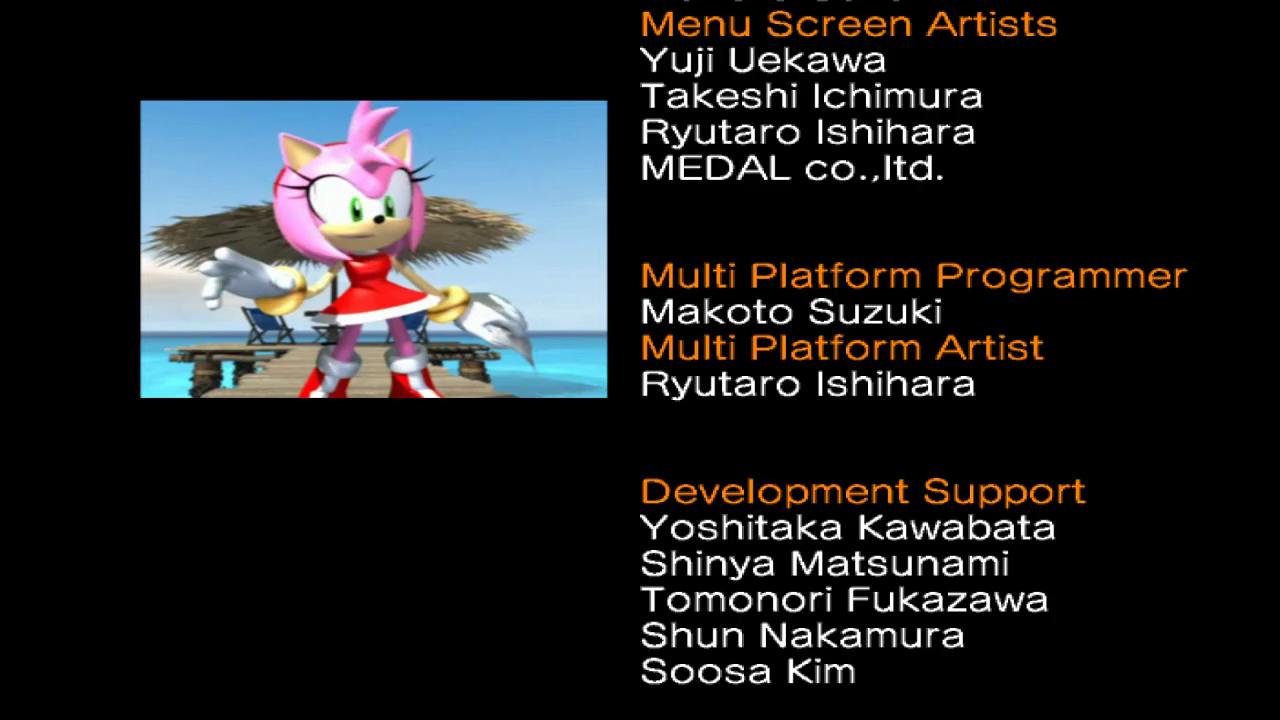 Menu Screen Artists
Yuji Uekawa
Takeshi Ichimura
Ryutaro Ishihara
MEDAL co.,ltd.
Multi Platform Programmer
Makoto Suzuki
Multi Platform Artist
Ryutaro Ishihara
Development Support
Yoshitaka Kawabata
Shinya Matsunami
Tomonori Fukazawa
Shun Nakamura
Soosa Kim